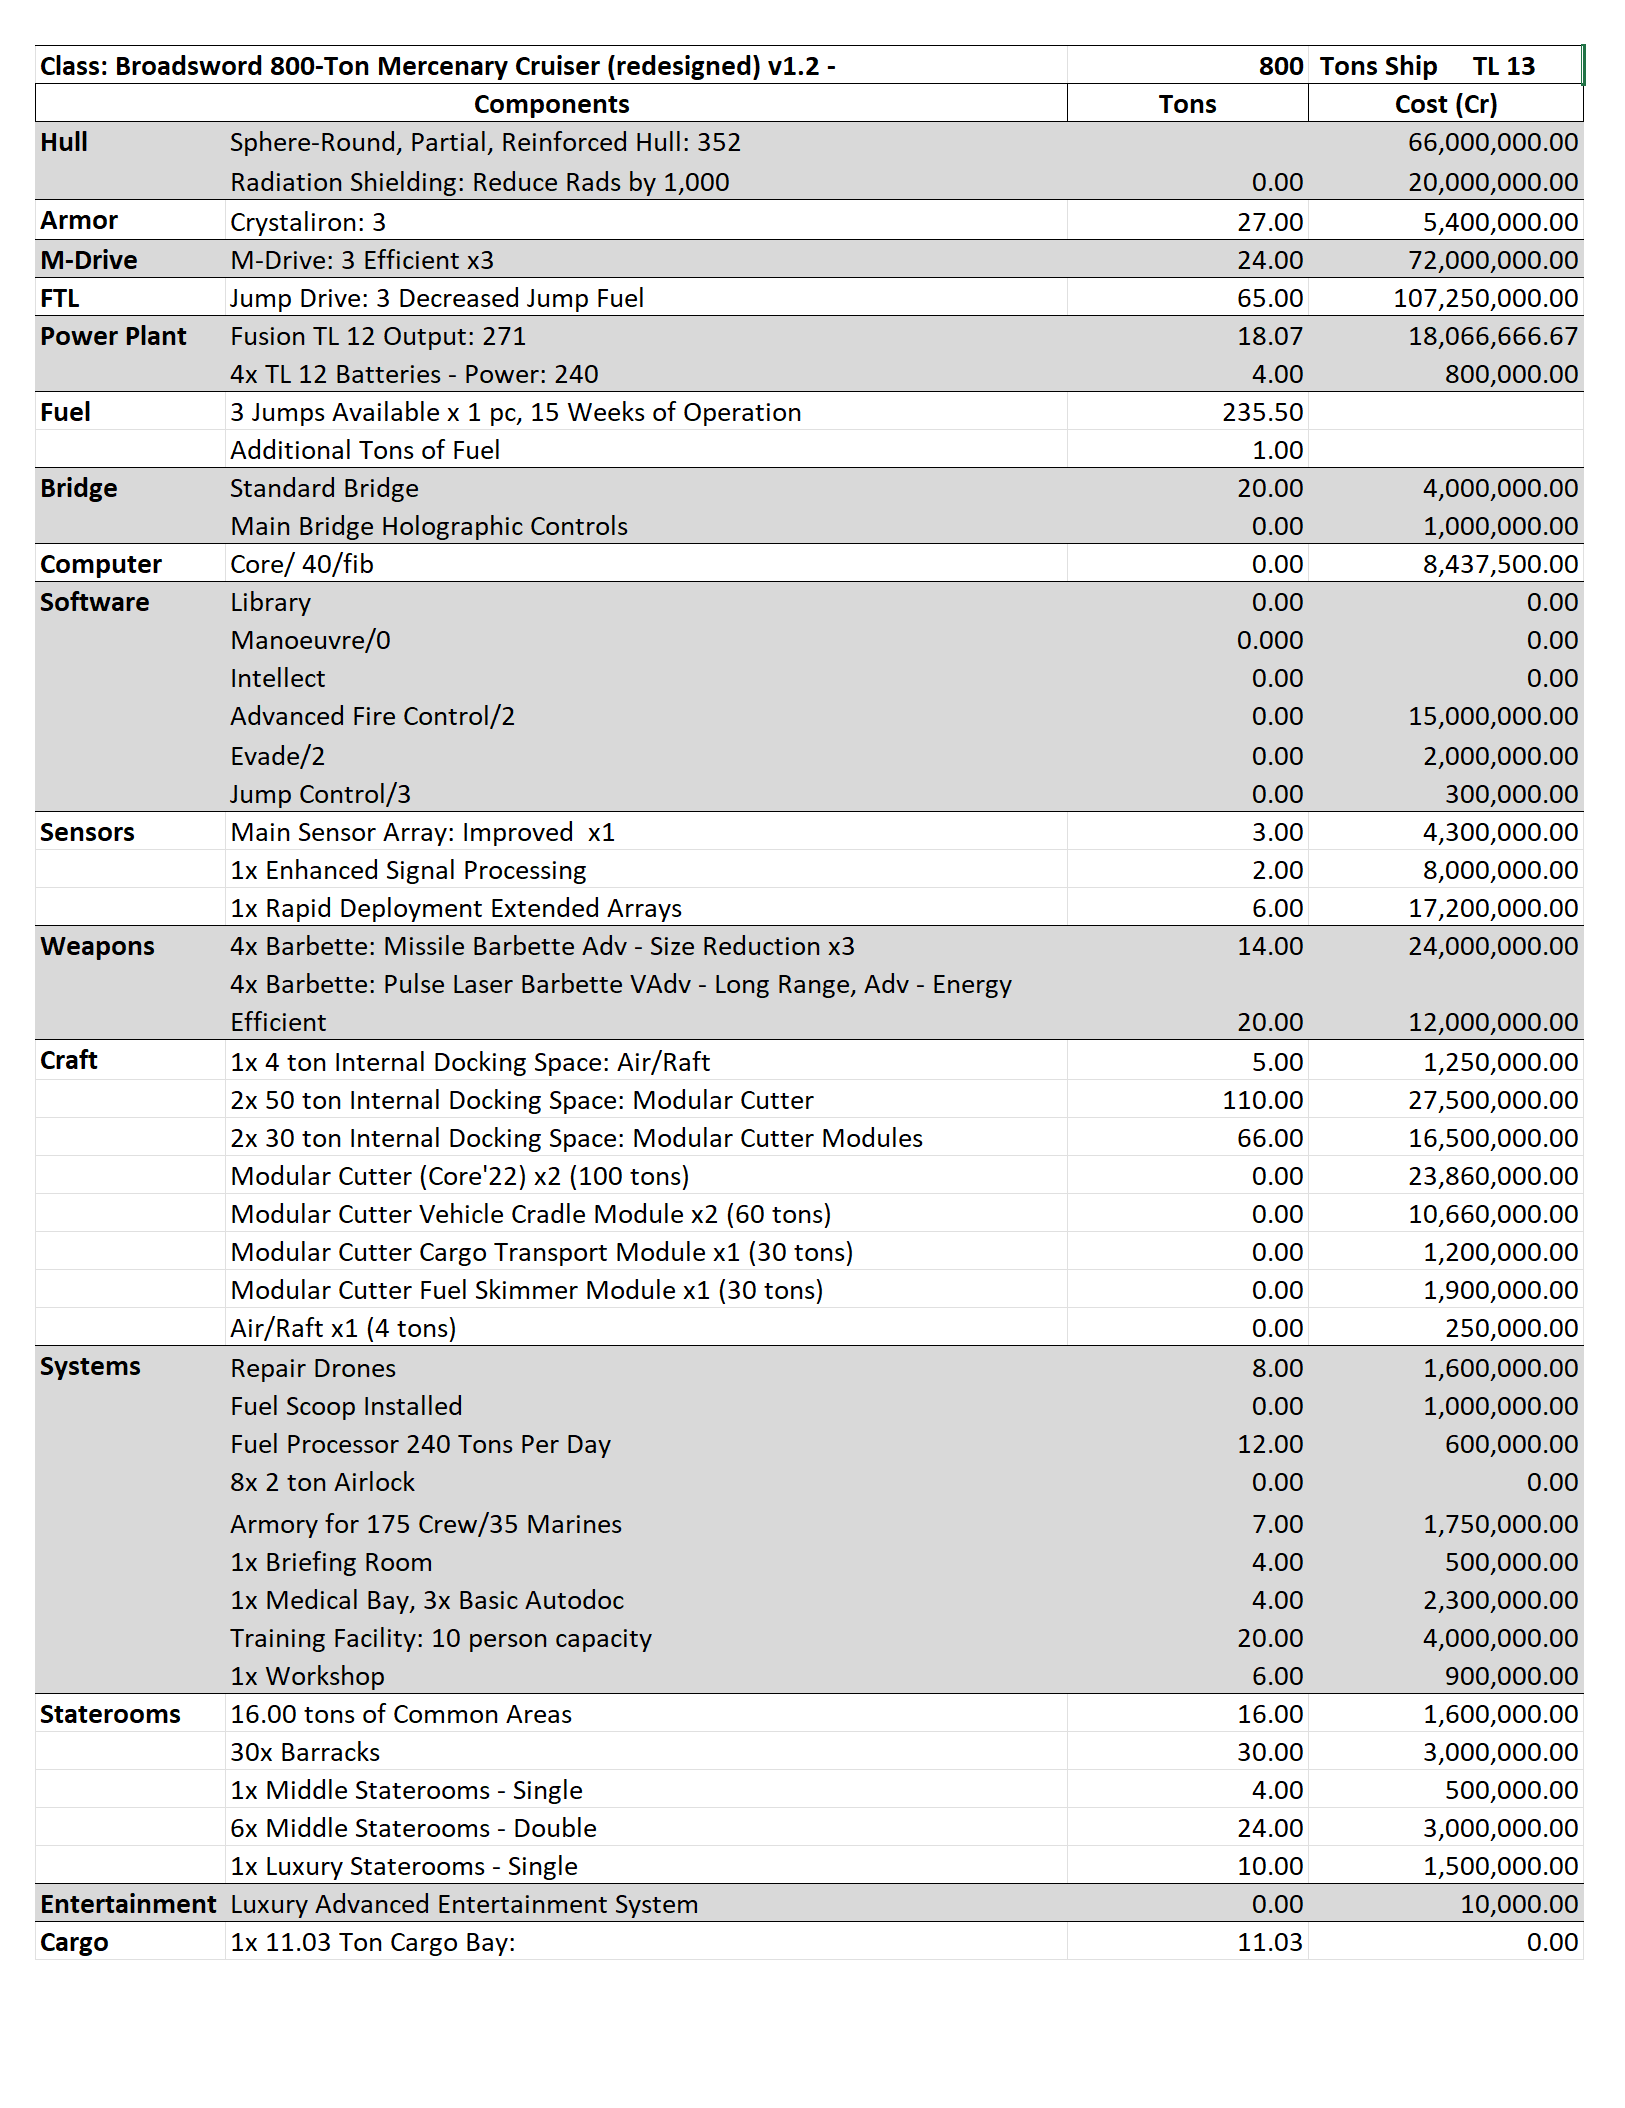 Class: Broadsword 800-Ton Mercenary Cruiser (redesigned) v1.2 - 800 Tons Ship TL 13
Components Tons Cost (Cr)
Hull Sphere-Round, Partial, Reinforced Hull: 352 66,000,000.00
Radiation Shielding: Reduce Rads by 1,000 0.00 20,000,000.00
Armor Crystaliron: 3 27.00 5,400,000.00
M-Drive M-Drive: 3 Efficient x3 24.00 72,000,000.00
FTL Jump Drive: 3 Decreased Jump Fuel 65.00 107,250,000.00
Power Plant Fusion TL 12 Output: 271 18.07 18,066,666.67
4x TL 12 Batteries - Power: 240 4.00 800,000.00
Fuel 3 Jumps Available x 1 pc, 15 Weeks of Operation 235.50
Additional Tons of Fuel 1.00
Bridge Standard Bridge 20.00 4,000,000.00
Main Bridge Holographic Controls 0.00 1,000,000.00
Computer Core/ 40/fib 0.00 8,437,500.00
Software Library 0.00 0.00
Manoeuvre/0 0.000 0.00
Intellect 0.00 0.00
Advanced Fire Control/2 0.00 15,000,000.00
Evade/2 0.00 2,000,000.00
Jump Control/3 0.00 300,000.00
Sensors Main Sensor Array: Improved x1 3.00 4,300,000.00
1x Enhanced Signal Processing 2.00 8,000,000.00
1x Rapid Deployment Extended Arrays 6.00 17,200,000.00
Weapons 4x Barbette: Missile Barbette Adv - Size Reduction x3 14.00 24,000,000.00
4x Barbette: Pulse Laser Barbette VAdv - Long Range, Adv - Energy
Efficient 20.00 12,000,000.00
Craft 1x 4 ton Internal Docking Space: Air/Raft 5.00 1,250,000.00
2x 50 ton Internal Docking Space: Modular Cutter 110.00 27,500,000.00
2x 30 ton Internal Docking Space: Modular Cutter Modules 66.00 16,500,000.00
Modular Cutter (Core'22) x2 (100 tons) 0.00 23,860,000.00
Modular Cutter Vehicle Cradle Module x2 (60 tons) 0.00 10,660,000.00
Modular Cutter Cargo Transport Module x1 (30 tons) 0.00 1,200,000.00
Modular Cutter Fuel Skimmer Module x1 (30 tons) 0.00 1,900,000.00
Air/Raft x1 (4 tons) 0.00 250,000.00
Systems Repair Drones 8.00 1,600,000.00
Fuel Scoop Installed 0.00 1,000,000.00
Fuel Processor 240 Tons Per Day 12.00 600,000.00
8x 2 ton Airlock 0.00 0.00
Armory for 175 Crew/35 Marines 7.00 1,750,000.00
1x Briefing Room 4.00 500,000.00
1x Medical Bay, 3x Basic Autodoc 4.00 2,300,000.00
Training Facility: 10 person capacity 20.00 4,000,000.00
1x Workshop 6.00 900,000.00
Staterooms 16.00 tons of Common Areas 16.00 1,600,000.00
30x Barracks 30.00 3,000,000.00
1x Middle Staterooms - Single 4.00 500,000.00
6x Middle Staterooms - Double 24.00 3,000,000.00
1x Luxury Staterooms - Single 10.00 1,500,000.00
Entertainment Luxury Advanced Entertainment System 0.00 10,000.00
Cargo 1x 11.03 Ton Cargo Bay: 11.03 0.00